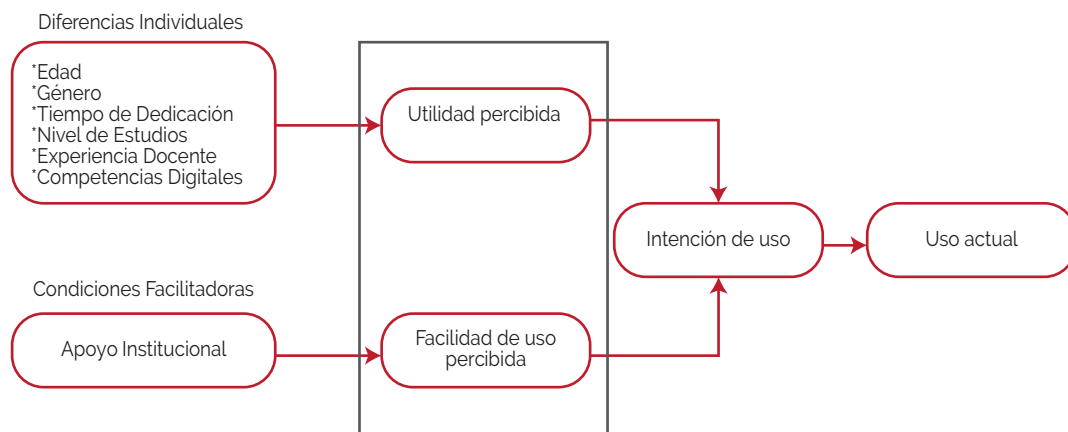 Diferencias Individuales
*Edad
*Género
*Tiempo de Dedicación
*Nivel de Estudios
*Experiencia Docente
*Competencias Digitales
Utilidad percibida
Intención de uso
Uso actual
Condiciones Facilitadoras
Apoyo Institucional
Facilidad de uso
percibida